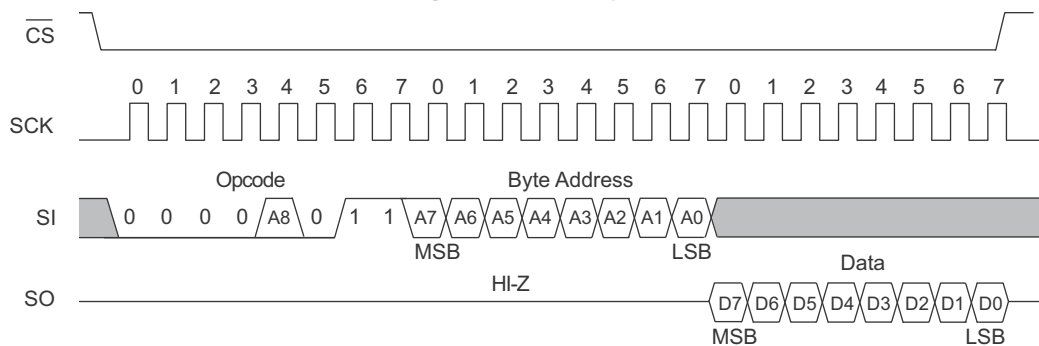 CS
0 1 2 3 4 5 6 7 0 1 2 3 4 5 6 7 0 1 2 3 4 5 6 7
SCK
Opcode Byte Address
SI 0 0 0 0 A8 0 1 1 A7 A6 A5 A4 A3 A2 A1 A0
MSB LSB
HI-Z Data
SO D7 D6 D5 D4 D3 D2 D1 D0
MSB LSB